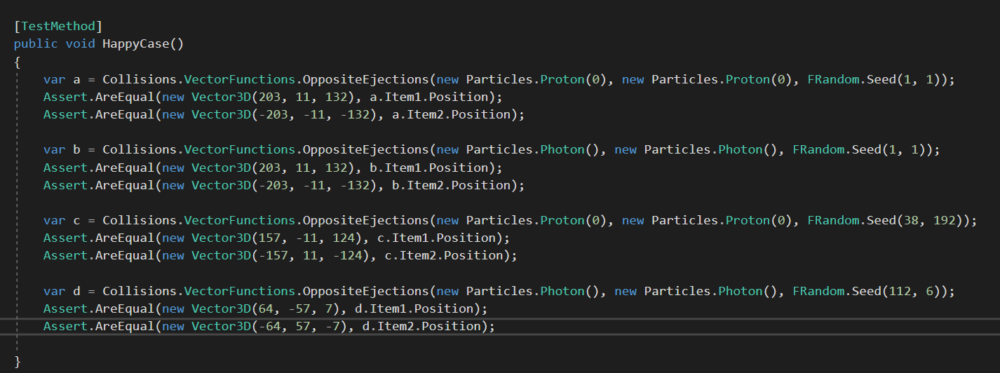 [TestMethod]
public void HappyCase()
{
var a = Collisions.VectorFunctions.OppositeEjections(new Particles.Proton(0), new Particles.Proton(0), FRandom.Seed(1, 1));
Assert.AreEqual(new Vector3D(203, 11, 132), a.Item1.Position);
Assert.AreEqual(new Vector3D(-203, -11, -132), a.Item2.Position);
var b = Collisions.VectorFunctions.OppositeEjections(new Particles.Photon(), new Particles.Photon(), FRandom.Seed(1, 1));
Assert.AreEqual(new Vector3D(203, 11, 132), b.Item1.Position);
Assert.AreEqual(new Vector3D(-203, -11, -132), b.Item2.Position);
var c = Collisions.VectorFunctions.OppositeEjections(new Particles.Proton(0), new Particles.Proton(0), FRandom.Seed(38, 192));
Assert.AreEqual(new Vector3D(157, -11, 124), c.Item1.Position);
Assert.AreEqual(new Vector3D(-157, 11, -124), c.Item2.Position);
var d = Collisions.VectorFunctions.OppositeEjections(new Particles.Photon(), new Particles.Photon(), FRandom.Seed(112, 6));
Assert.AreEqual(new Vector3D(64, -57, 7), d.Item1.Position);
Assert.AreEqual(new Vector3D(-64, 57, -7), d.Item2.Position);
}